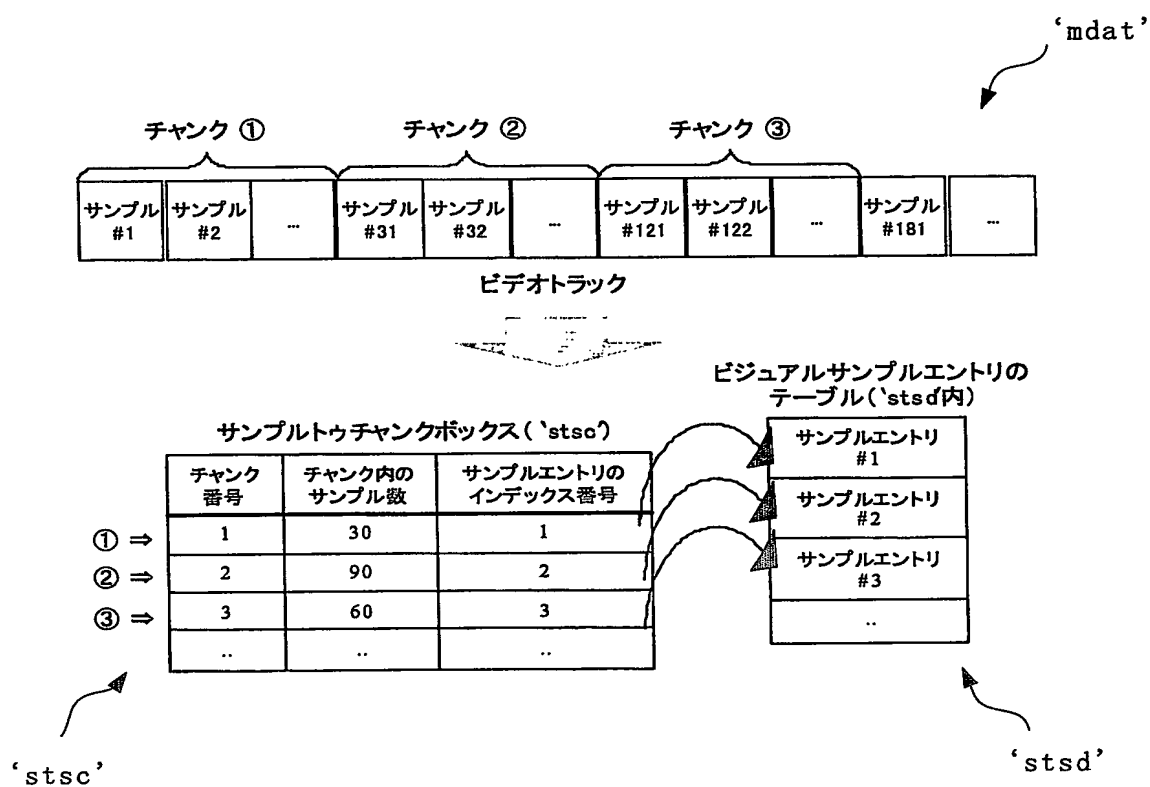 ‘mdat’
チャンク ① チャンク ② チャンク ③
サンプル #1 サンプル #2 ... サンプル #31 サンプル #32 ... サンプル #121 サンプル #122 ... サンプル #181 ...
ビデオトラック
ビジュアルサンプルエントリの
テーブル(‘stsd’内)
サンプルエントリ
#1
サンプルエントリ
#2
サンプルエントリ
#3
..
サンプルトゥチャンクボックス(‘stsc’)
チャンク番号 チャンク内のサンプル数 サンプルエントリのインデックス番号
① ⇒ 1 30 1
② ⇒ 2 90 2
③ ⇒ 3 60 3
.. .. ..
‘stsc’
‘stsd’